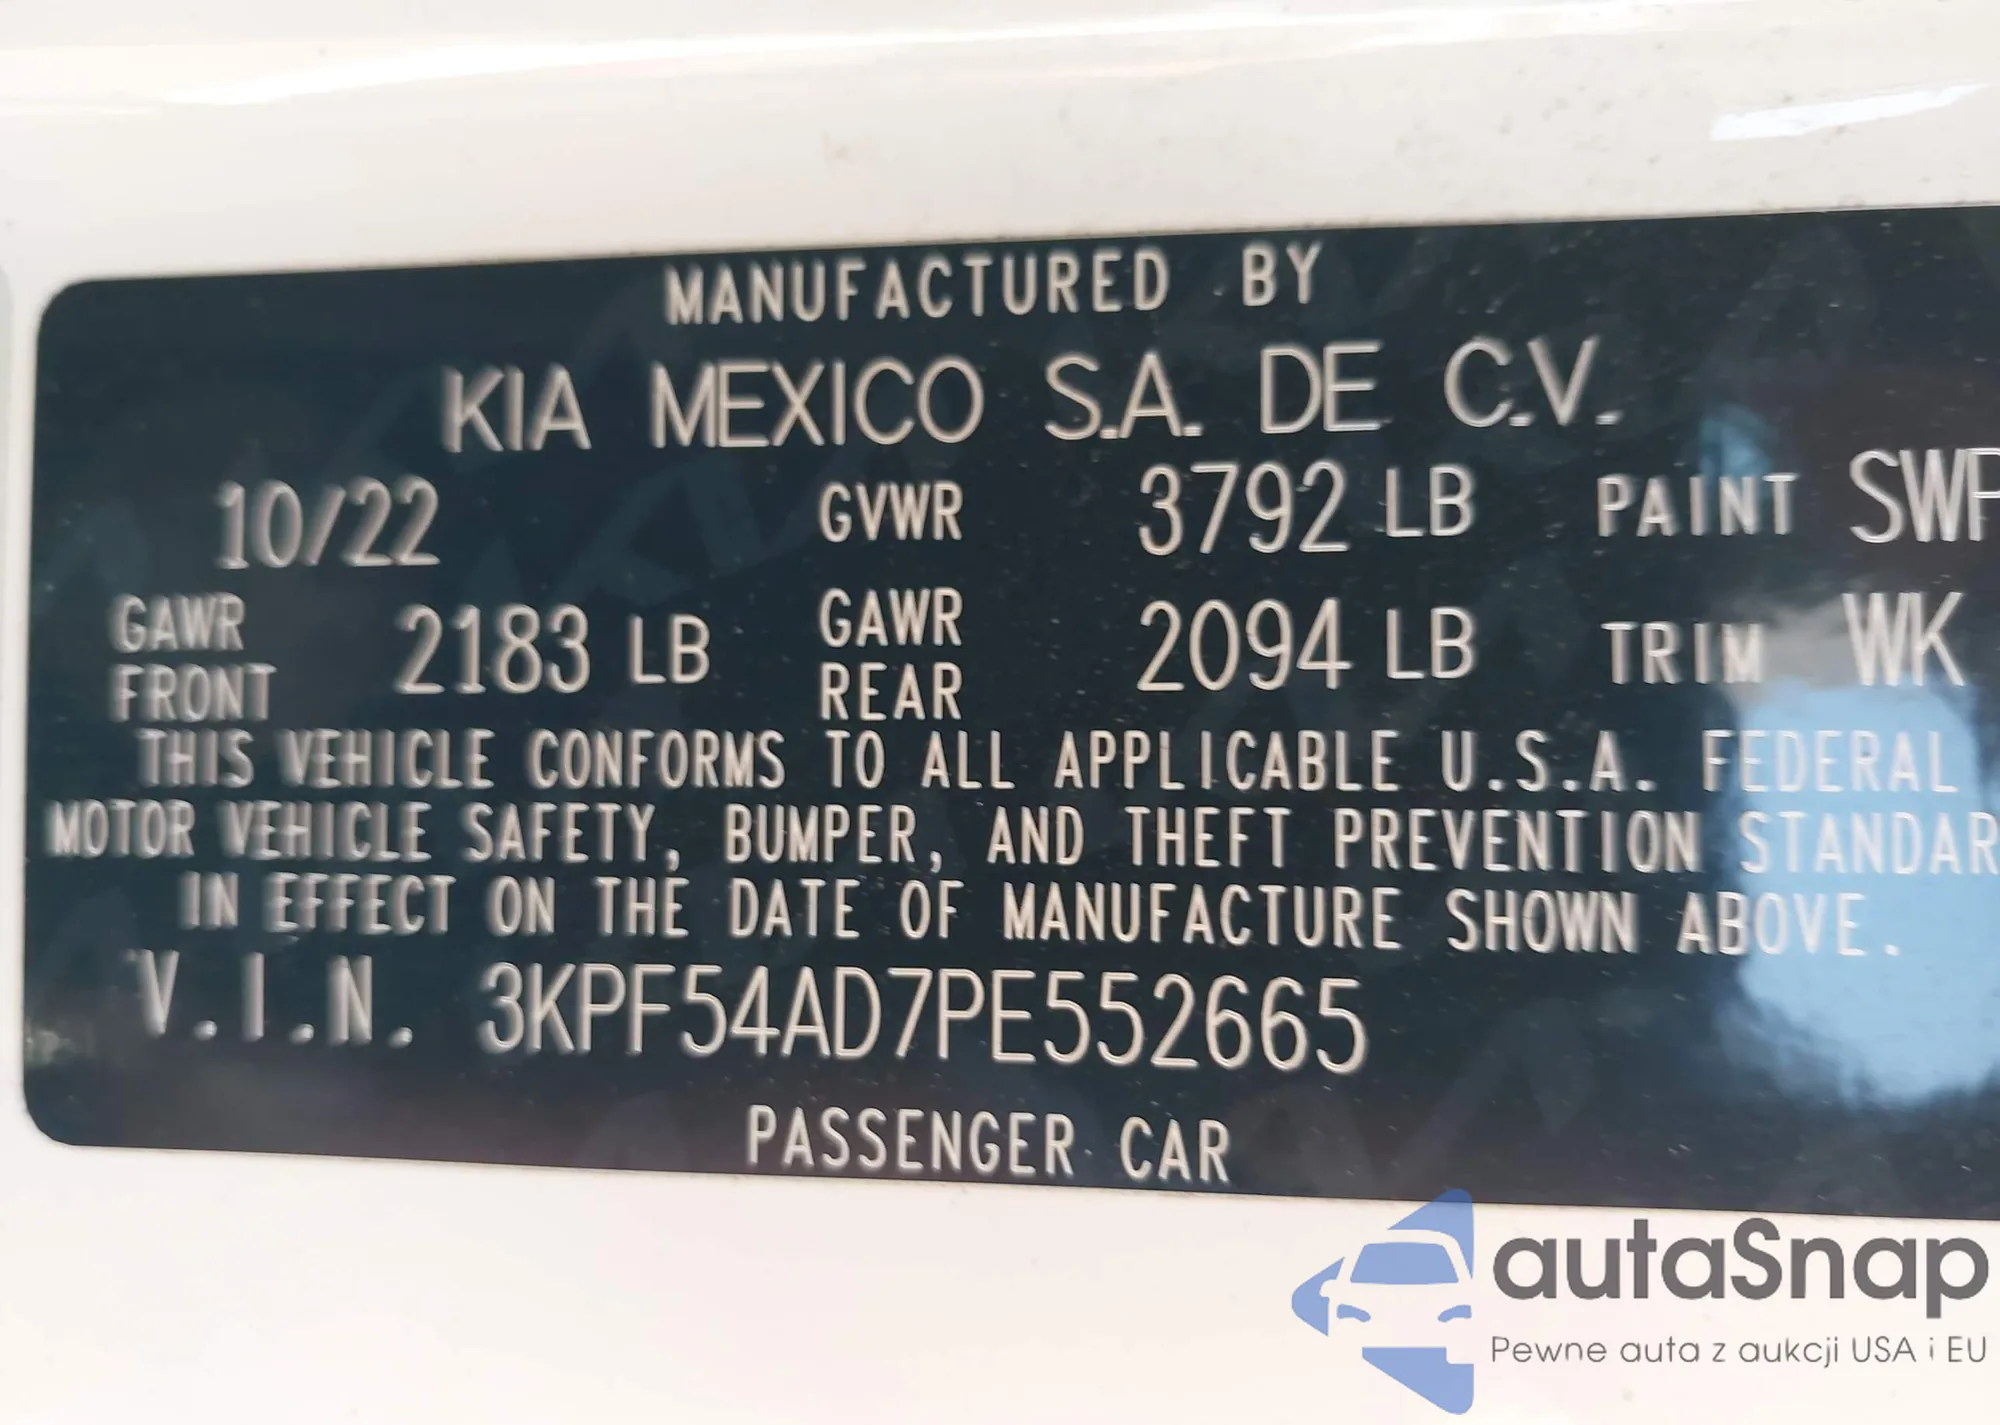 MANUFACTURED BY
KIA MEXICO S.A. DE C.V.
10/22 GVWR 3792 LB PAINT SWP
GAWR FRONT 2183 LB GAWR REAR 2094 LB TRIM WK
THIS VEHICLE CONFORMS TO ALL APPLICABLE U.S.A. FEDERAL
MOTOR VEHICLE SAFETY, BUMPER, AND THEFT PREVENTION STANDAR
IN EFFECT ON THE DATE OF MANUFACTURE SHOWN ABOVE.
V.I.N. 3KPF54AD7PE552665
PASSENGER CAR
autaSnap
Pewne auta z aukcji USA i EU